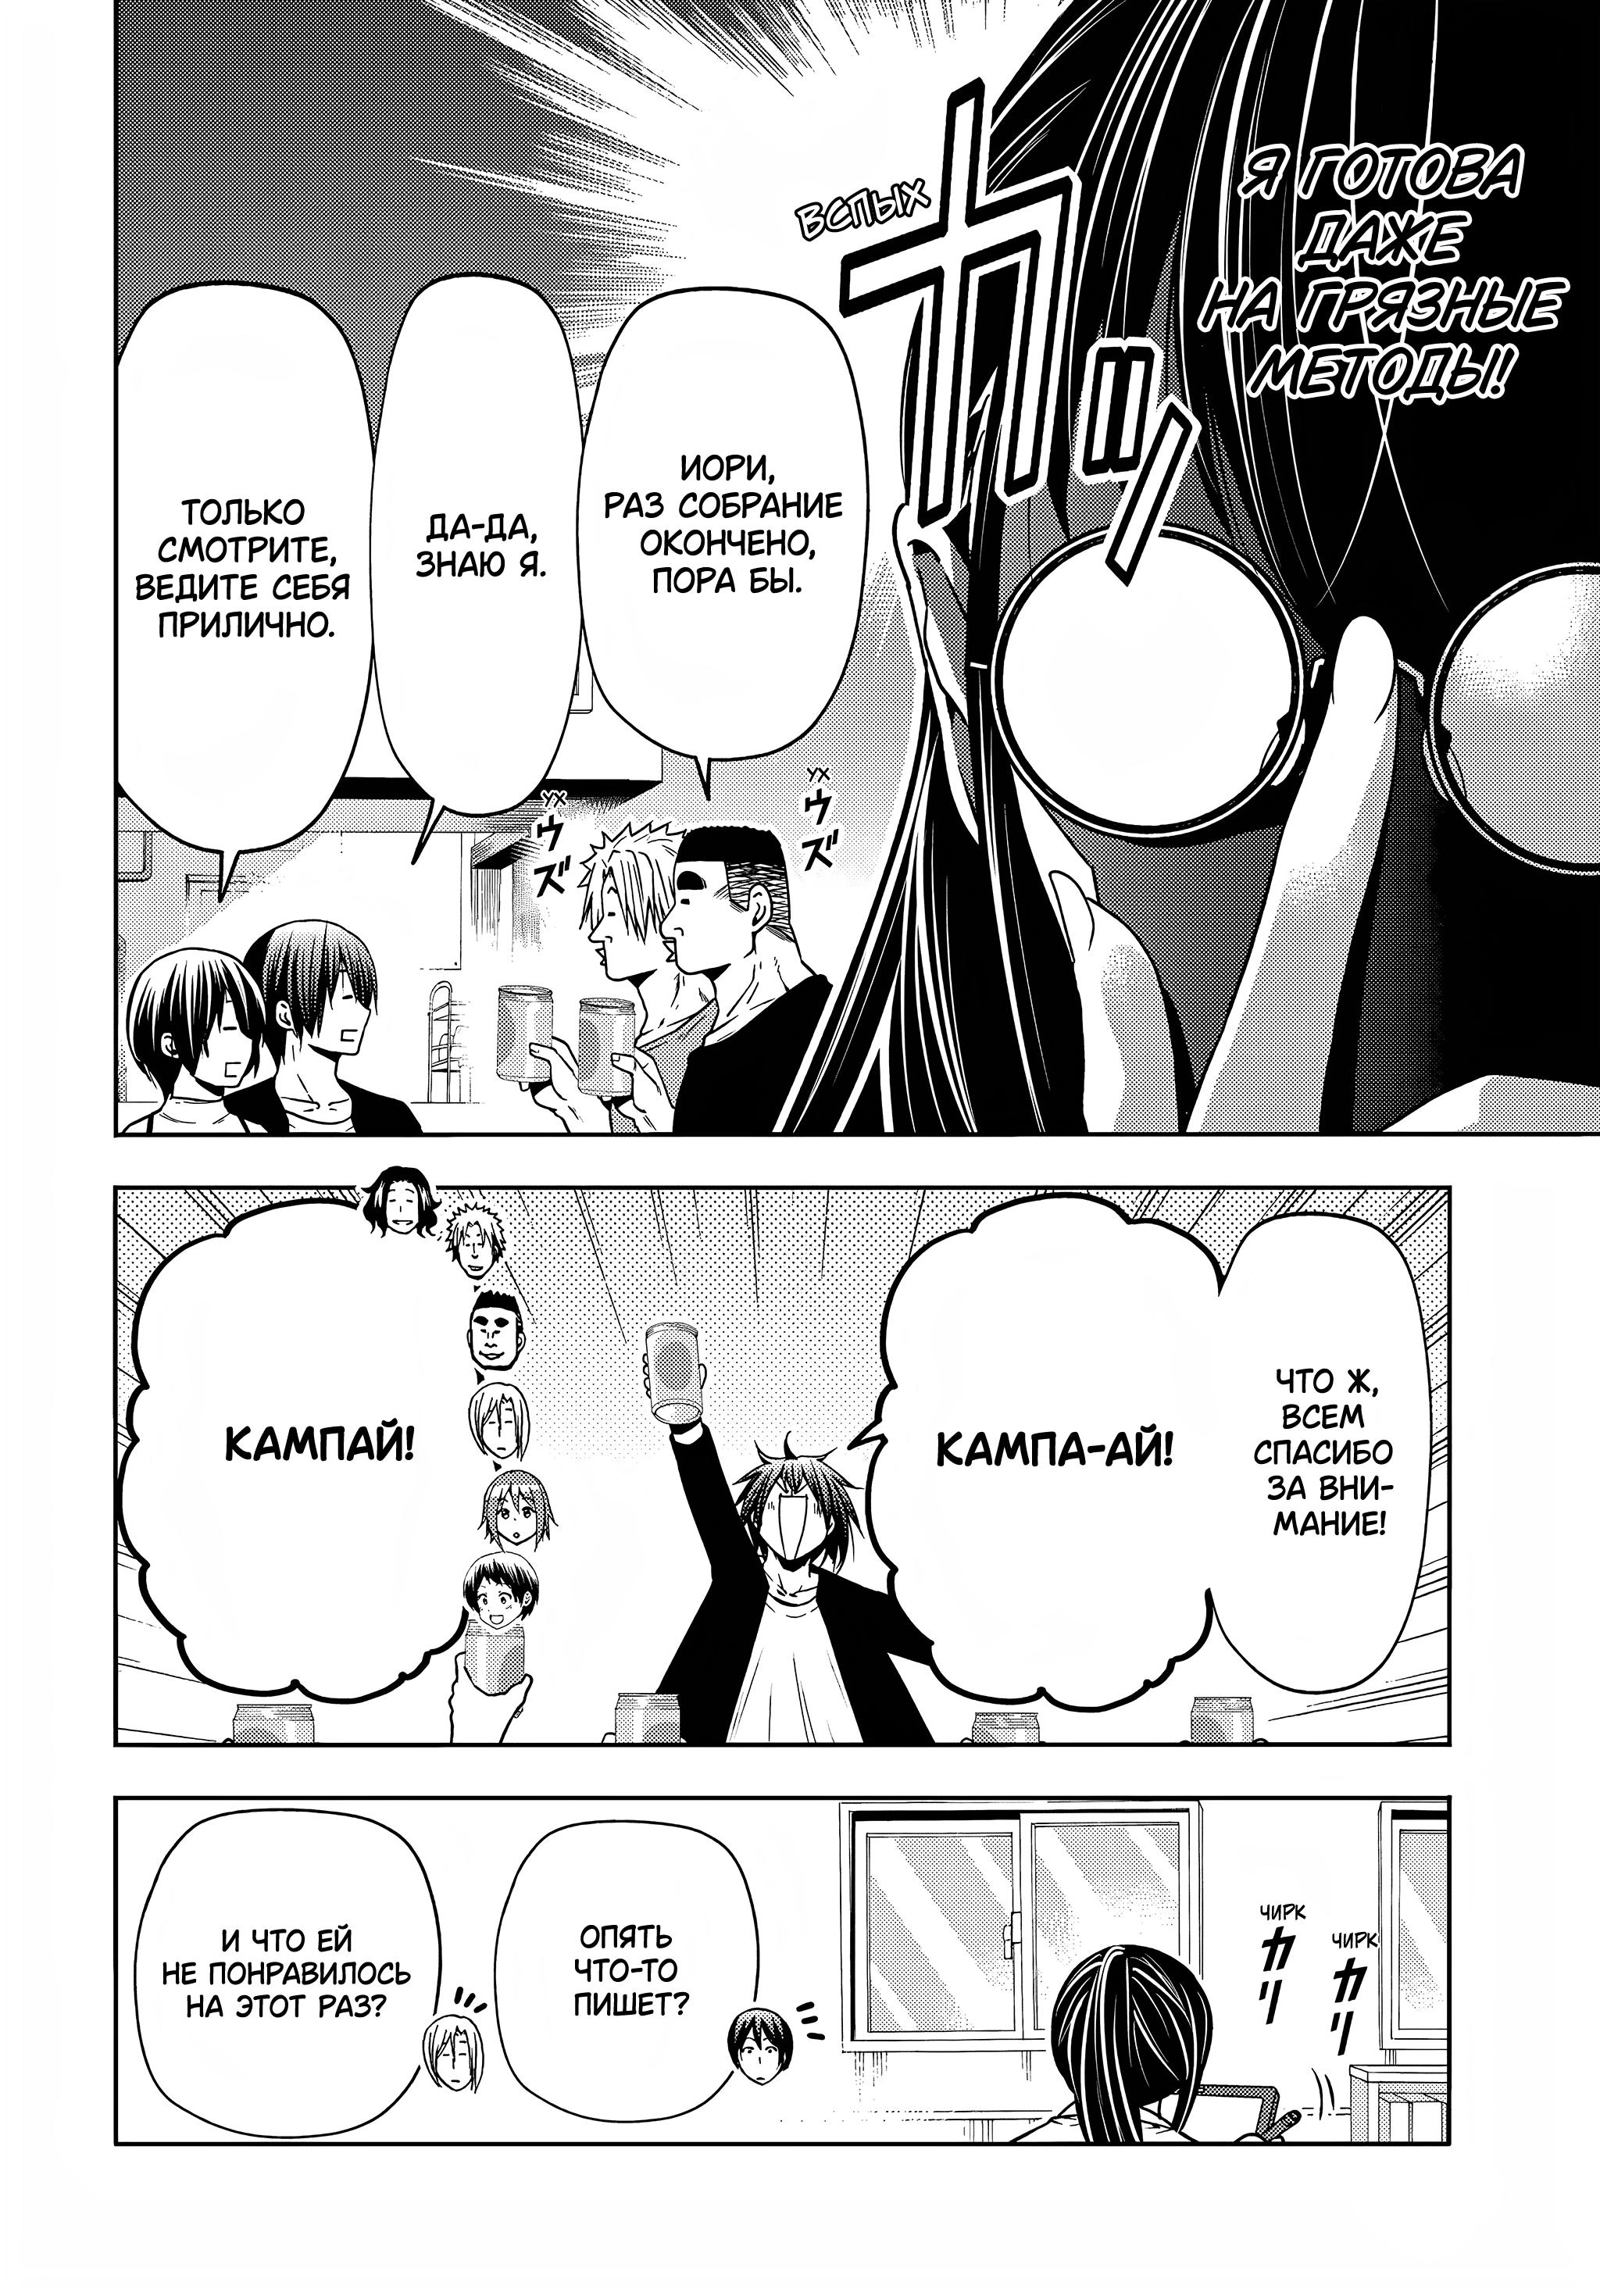 Я ГОТОВА
ДАЖЕ
НА ГРЯЗНЫЕ
МЕТОДЫ!
ВСПЫХ
カ
ッ
ИОРИ,
РАЗ СОБРАНИЕ
ОКОНЧЕНО,
ПОРА БЫ.
ДА-ДА,
ЗНАЮ Я.
ТОЛЬКО
СМОТРИТЕ,
ВЕДИТЕ СЕБЯ
ПРИЛИЧНО.
УХ
ウズ
УХ
ウズ
ЧТО Ж,
ВСЕМ
СПАСИБО
ЗА ВНИ-
МАНИЕ!
КАМПА-АЙ!
КАМПАЙ!
ЧИРК
カリ
ЧИРК
カリ
ОПЯТЬ
ЧТО-ТО
ПИШЕТ?
И ЧТО ЕЙ
НЕ ПОНРАВИЛОСЬ
НА ЭТОТ РАЗ?